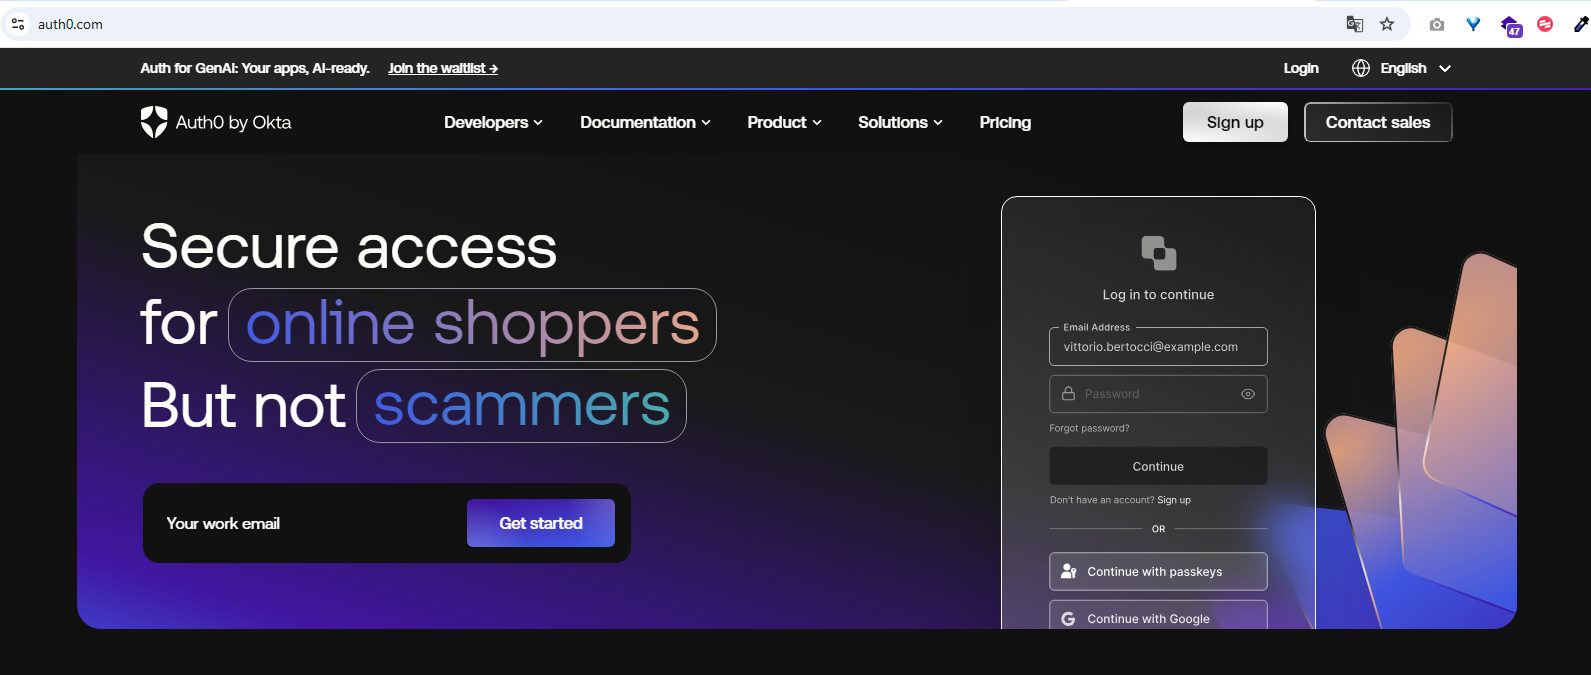 auth0.com
47
Auth for GenAI: Your apps, AI-ready. Join the waitlist → Login English
Auth0 by Okta Developers Documentation Product Solutions Pricing Sign up Contact sales
Secure access
for online shoppers
But not scammers
Your work email Get started
Log in to continue
Email Address
vittorio.bertocci@example.com
Password
Forgot password?
Continue
Don't have an account? Sign up
OR
Continue with passkeys
Continue with Google